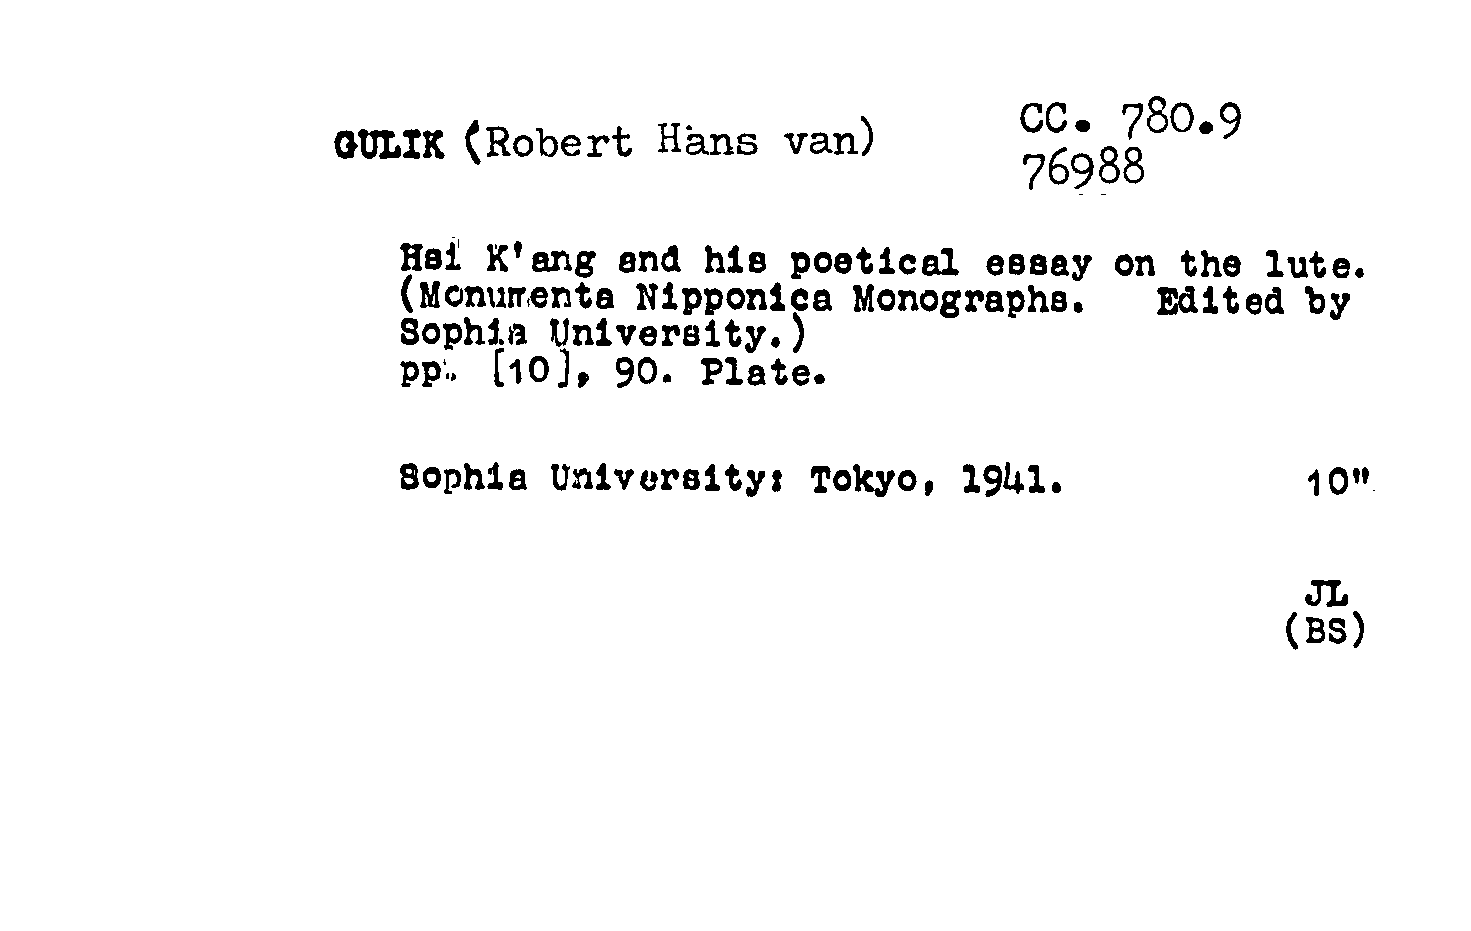 GULIK (Robert Hans van)
CC. 780.9
76988
Hsi K'ang and his poetical essay on the lute.
(Monumenta Nipponica Monographs. Edited by
Sophia University.)
pp. [10], 90. Plate.
Sophia University: Tokyo, 1941. 10"
JL
(BS)